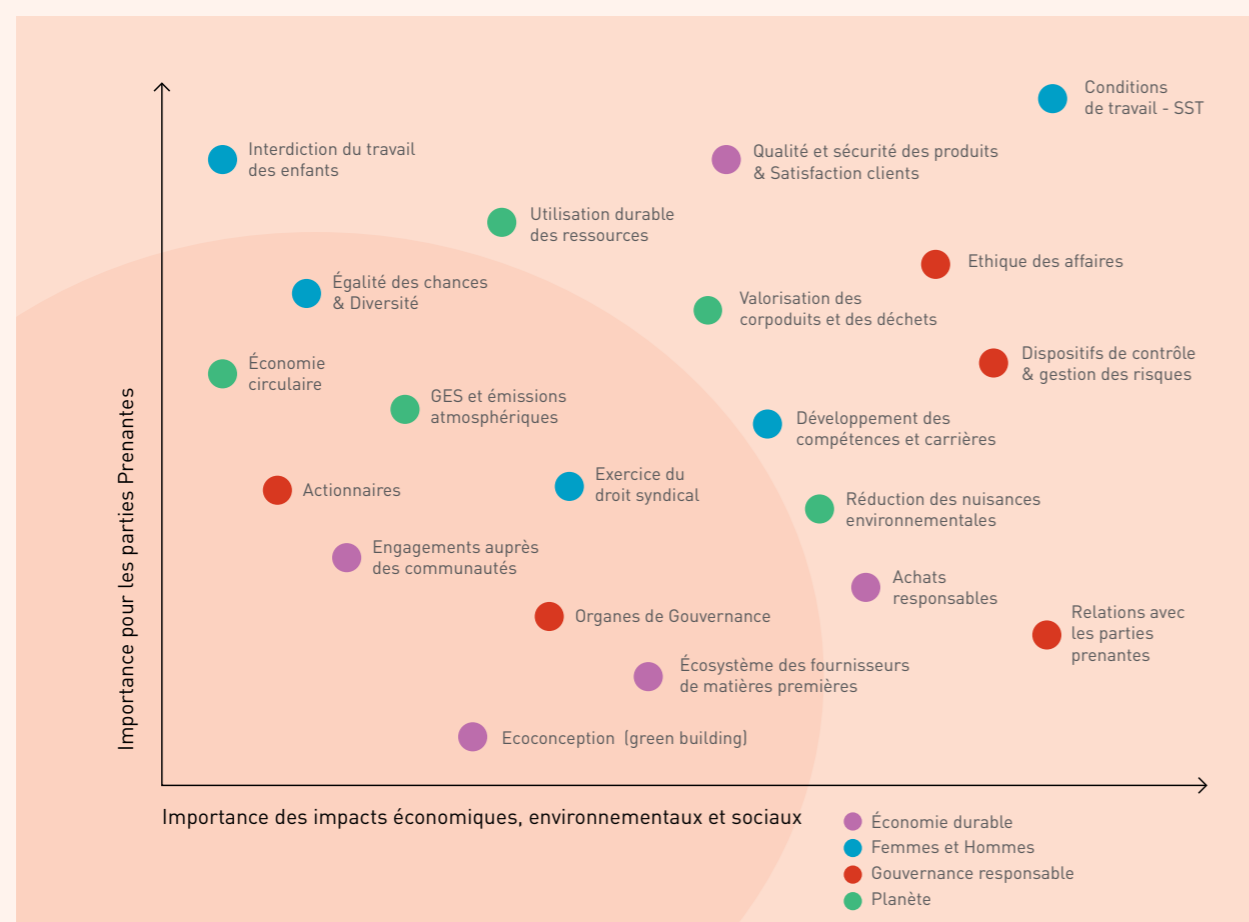 Conditions
de travail - SST
Interdiction du travail
des enfants
Qualité et sécurité des produits
& Satisfaction clients
Utilisation durable
des ressources
Ethique des affaires
Égalité des chances
& Diversité
Valorisation des
corpoduits et des déchets
Dispositifs de contrôle
& gestion des risques
Économie
circulaire
GES et émissions
atmosphériques
Développement des
compétences et carrières
Exercice du
droit syndical
Actionnaires
Réduction des nuisances
environnementales
Engagements auprès
des communautés
Achats
responsables
Organes de Gouvernance
Relations avec
les parties
prenantes
Écosystème des fournisseurs
de matières premières
Ecoconception (green building)
Importance pour les parties Prenantes
Importance des impacts économiques, environnementaux et sociaux
Économie durable
Femmes et Hommes
Gouvernance responsable
Planète